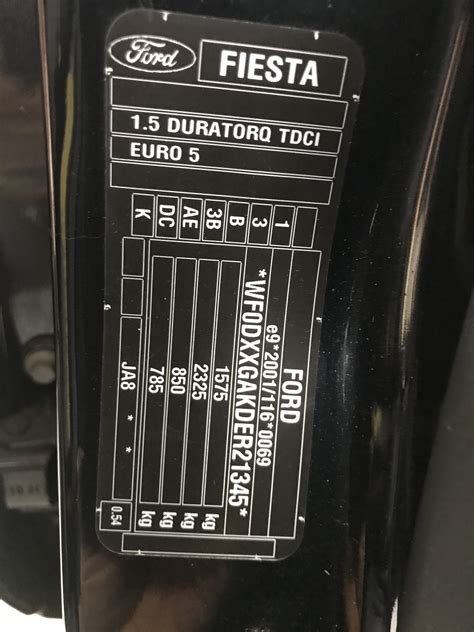 Ford
FIESTA
1.5 DURATORQ TDCI
EURO 5
1
3
B
3B
AE
DC
K
FORD
e9*2001/116*0069
*WF0DXXGAKDER21345*
1575 kg
2325 kg
850 kg
785 kg
JA8 * *
0.54